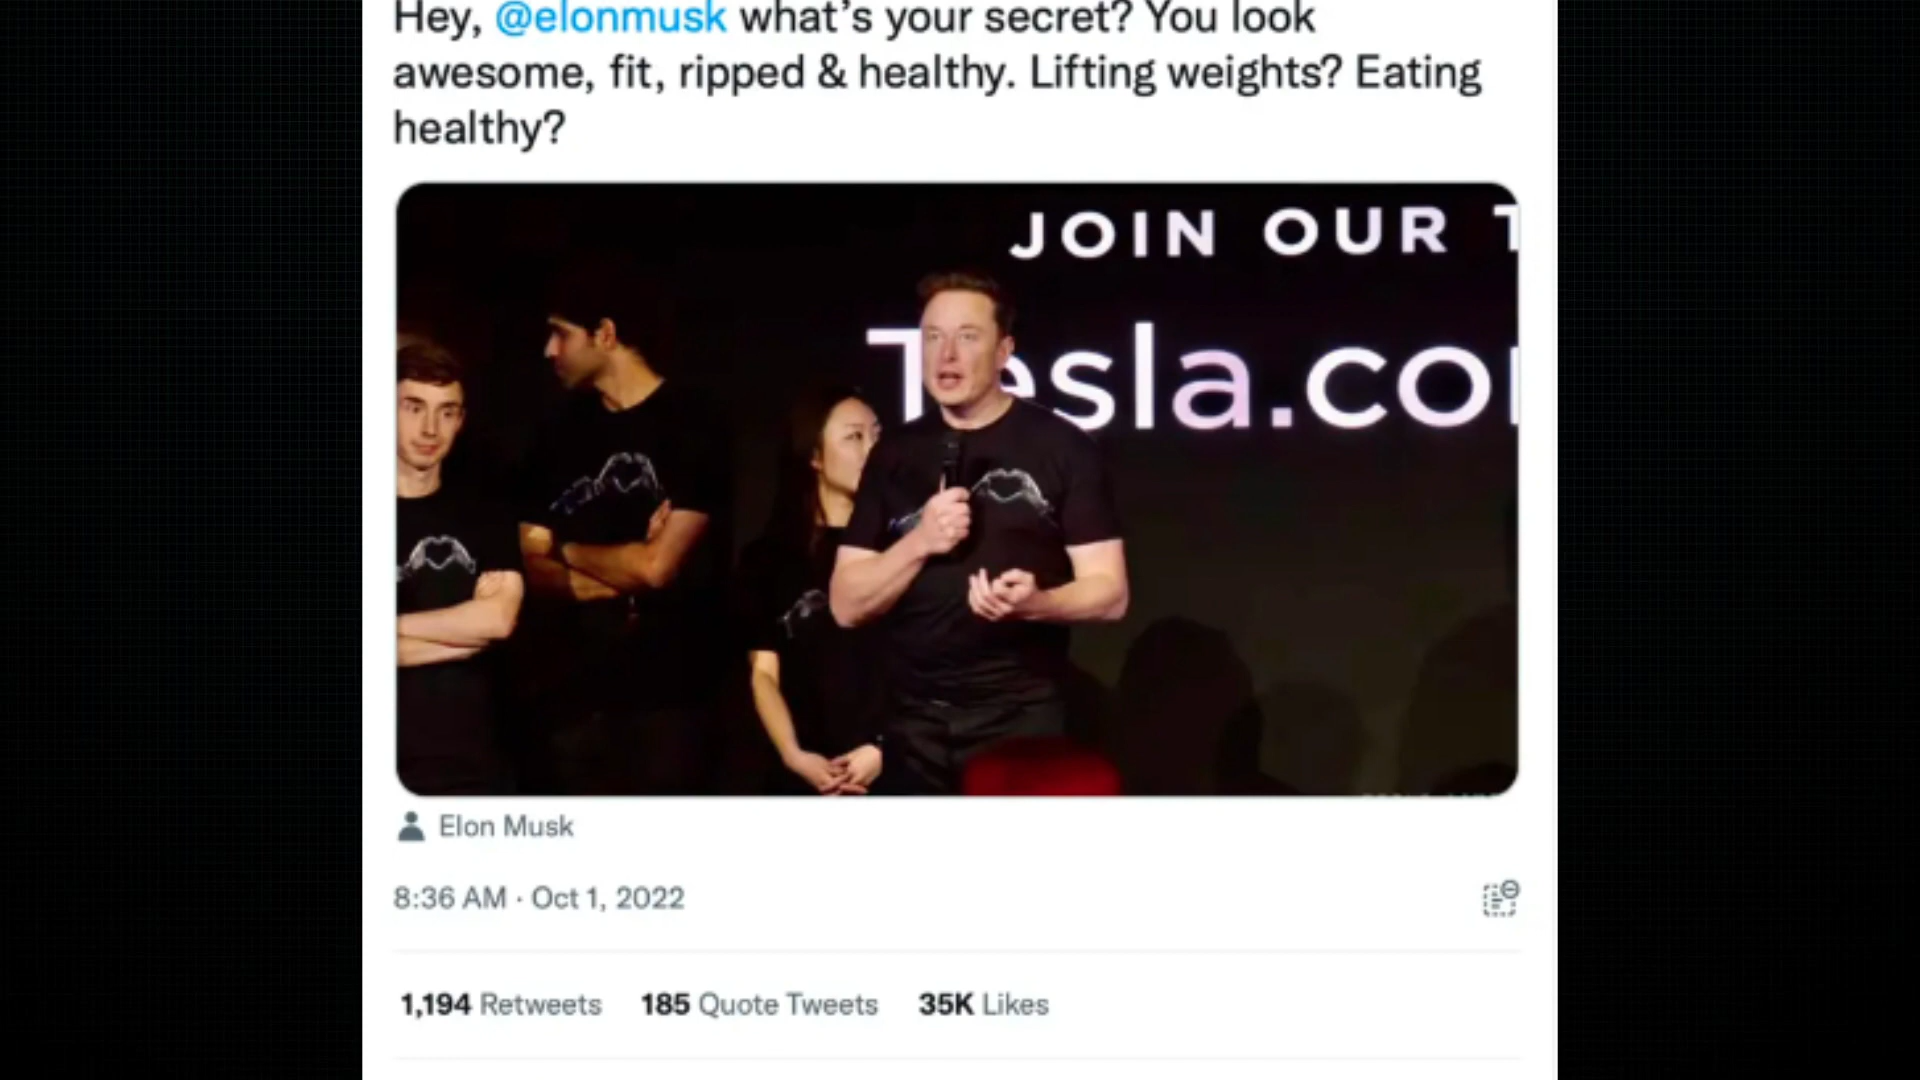 Hey, @elonmusk what's your secret? You look
awesome, fit, ripped & healthy. Lifting weights? Eating
healthy?
JOIN OUR
Tesla.co
Elon Musk
8:36 AM · Oct 1, 2022
1,194 Retweets 185 Quote Tweets 35K Likes